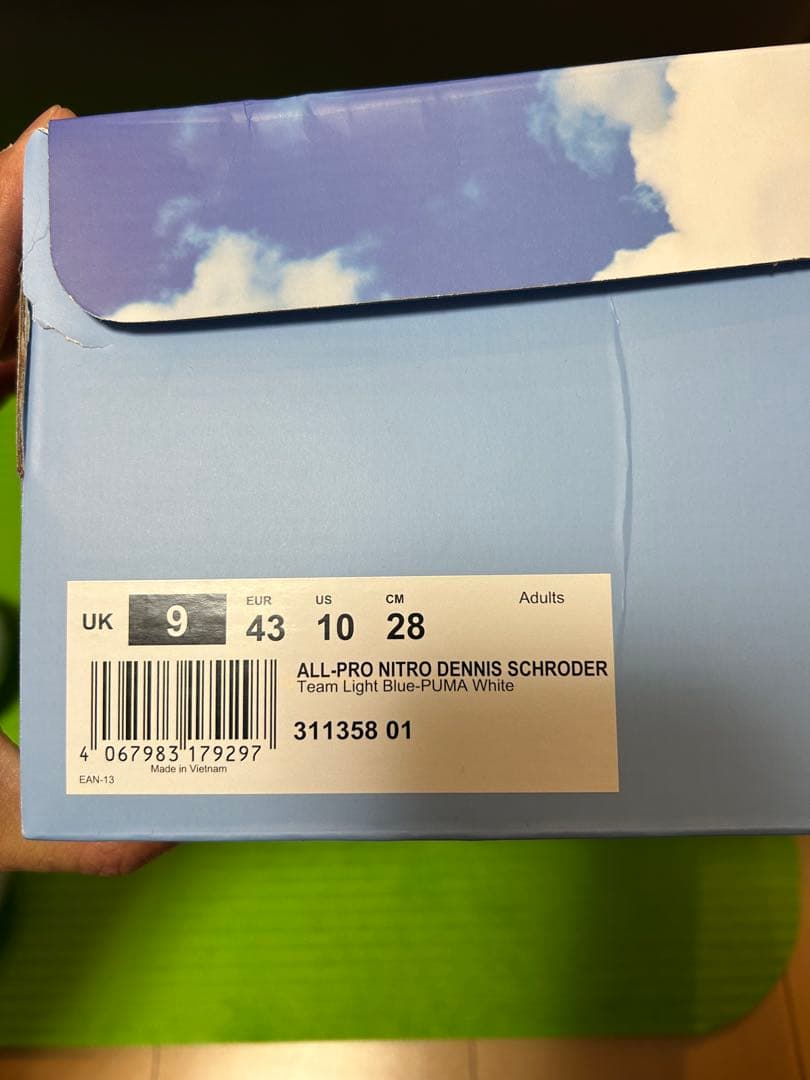 UK 9 EUR 43 US 10 CM 28 Adults
ALL-PRO NITRO DENNIS SCHRODER
Team Light Blue-PUMA White
311358 01
4 067983 179297
Made in Vietnam
EAN-13